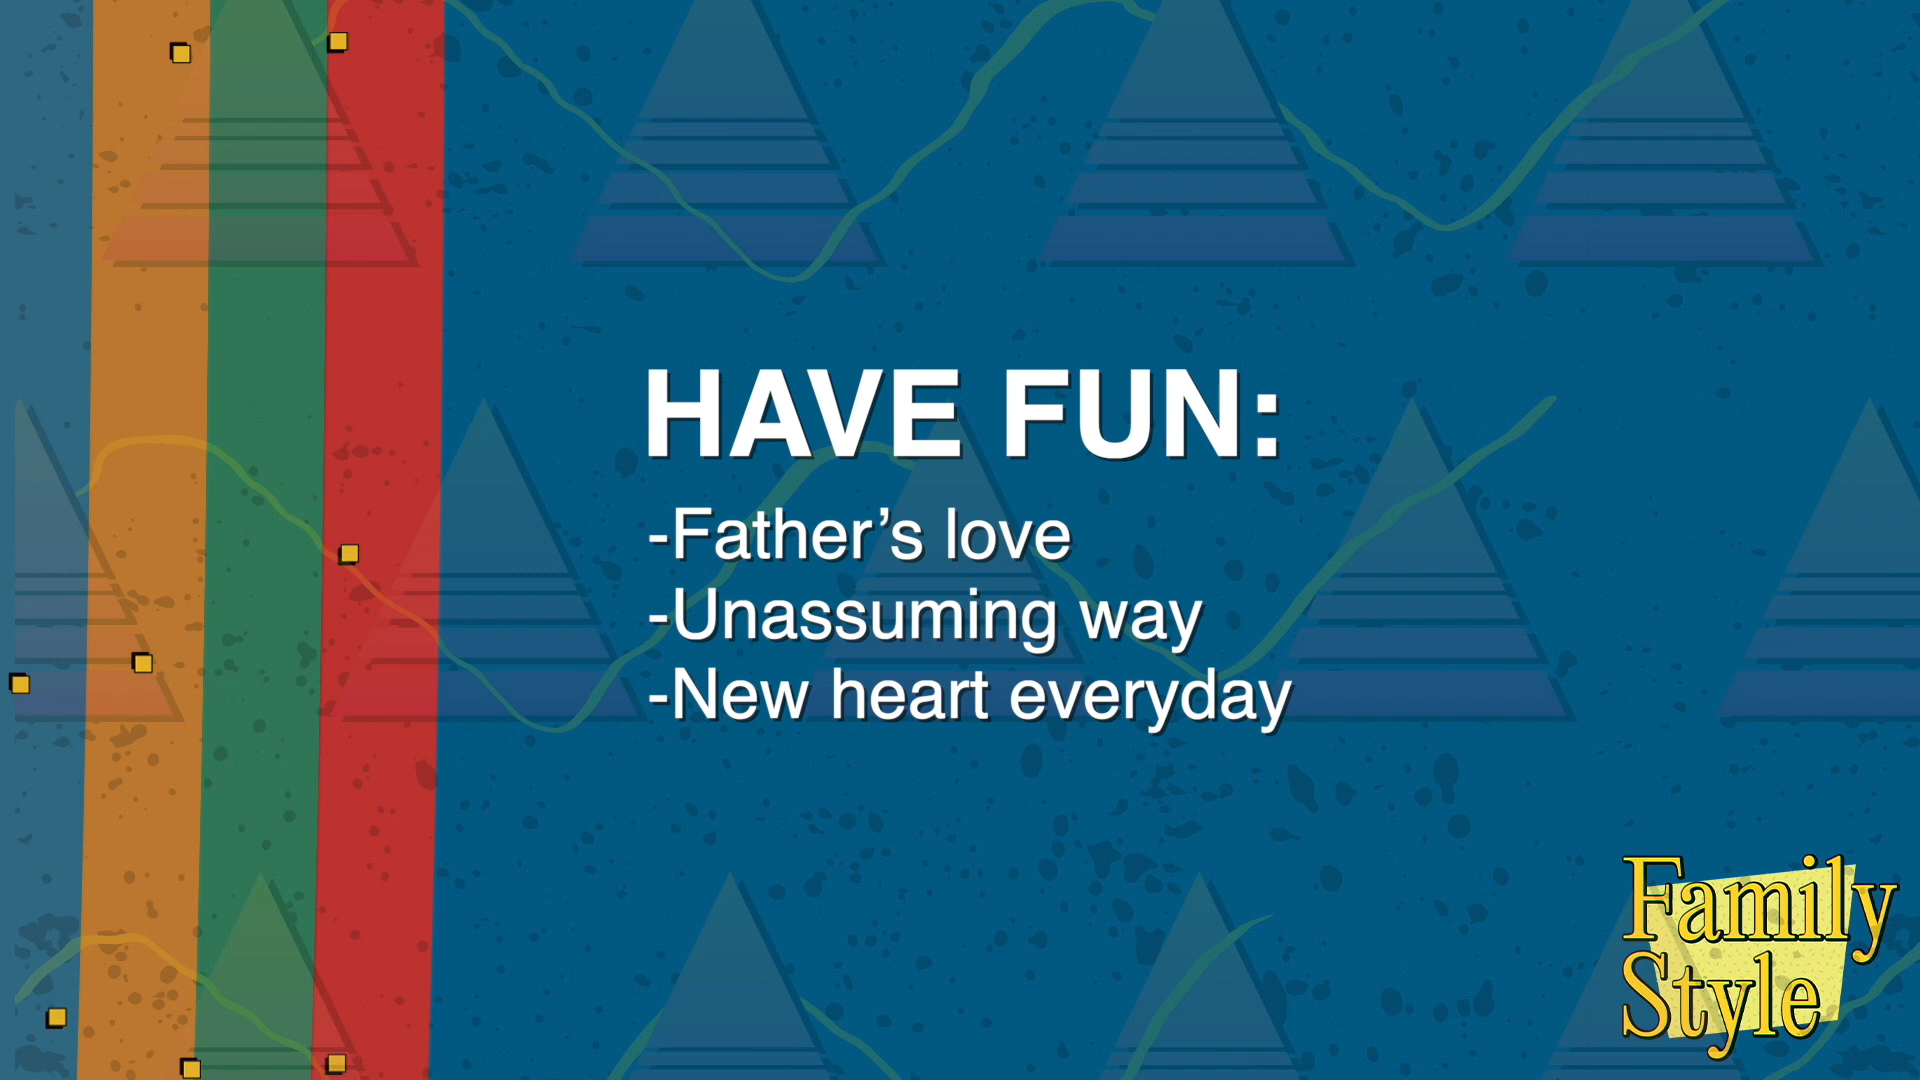 HAVE FUN:
-Father’s love
-Unassuming way
-New heart everyday
Family
Style